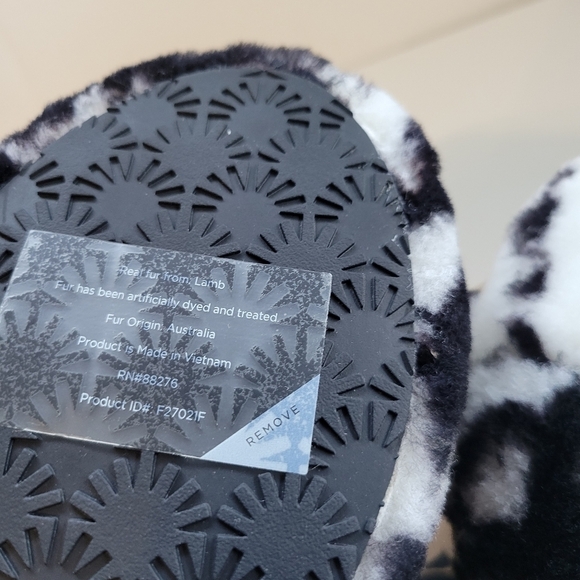 Real fur from: Lamb
Fur has been artificially dyed and treated.
Fur Origin: Australia
Product is Made in Vietnam
RN#88276
Product ID#: F27021F
REMOVE